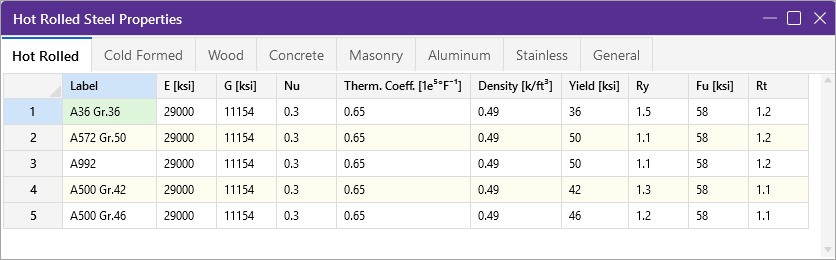 Hot Rolled Steel Properties
Hot Rolled Cold Formed Wood Concrete Masonry Aluminum Stainless General
Label E [ksi] G [ksi] Nu Therm. Coeff. [1e⁵°F⁻¹] Density [k/ft³] Yield [ksi] Ry Fu [ksi] Rt
1 A36 Gr.36 29000 11154 0.3 0.65 0.49 36 1.5 58 1.2
2 A572 Gr.50 29000 11154 0.3 0.65 0.49 50 1.1 58 1.2
3 A992 29000 11154 0.3 0.65 0.49 50 1.1 58 1.2
4 A500 Gr.42 29000 11154 0.3 0.65 0.49 42 1.3 58 1.1
5 A500 Gr.46 29000 11154 0.3 0.65 0.49 46 1.2 58 1.1